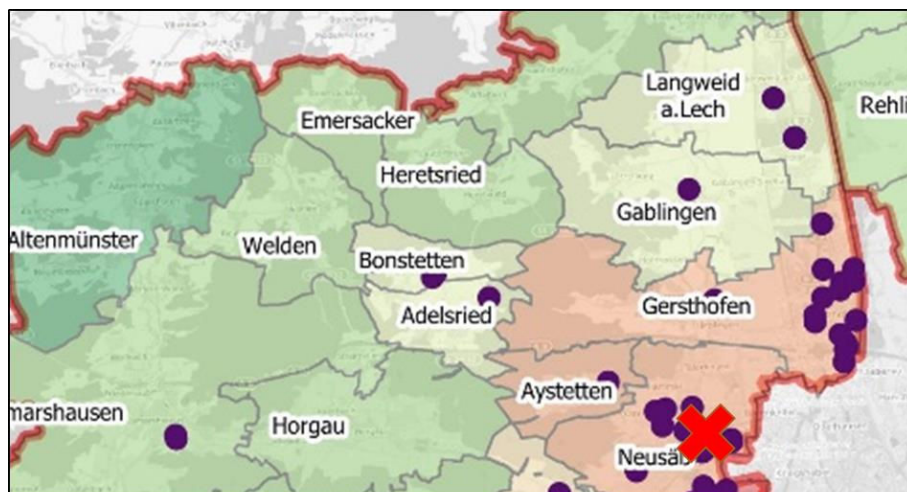 Langweid
a.Lech
Rehli
Emersacker
Heretsried
Gablingen
Altenmünster
Welden
Bonstetten
Gersthofen
Adelsried
Aystetten
marshausen
Horgau
Neusäß